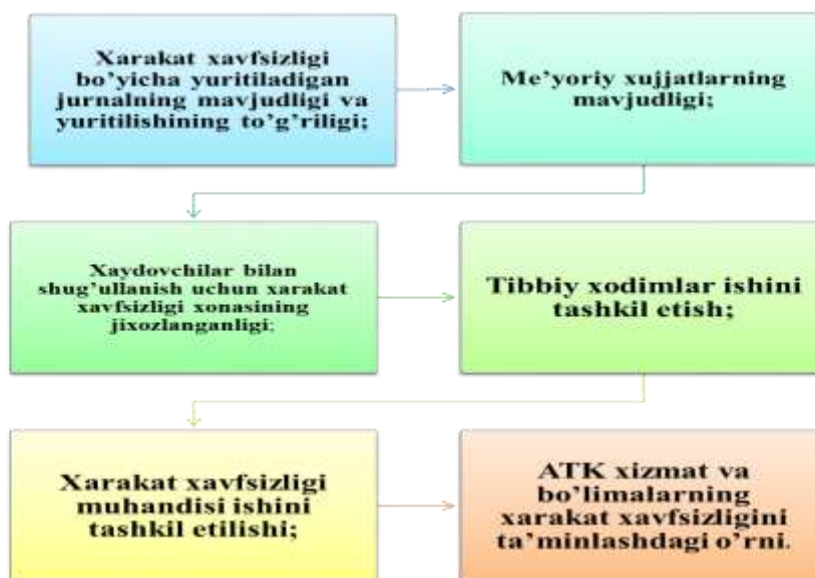 Xarakat xavfsizligi
bo’yicha yuritiladigan
jurnalning mavjudligi va
yuritilishining to’g’riligi;
Me’yoriy xujjatlarning
mavjudligi;
Xaydovchilar bilan
shug’ullanish uchun xarakat
xavfsizligi xonasining
jixozlanganligi;
Tibbiy xodimlar ishini
tashkil etish;
Xarakat xavfsizligi
muhandisi ishini
tashkil etilishi;
ATK xizmat va
bo’limalarning
xarakat xavfsizligini
ta’minlashdagi o’rni.